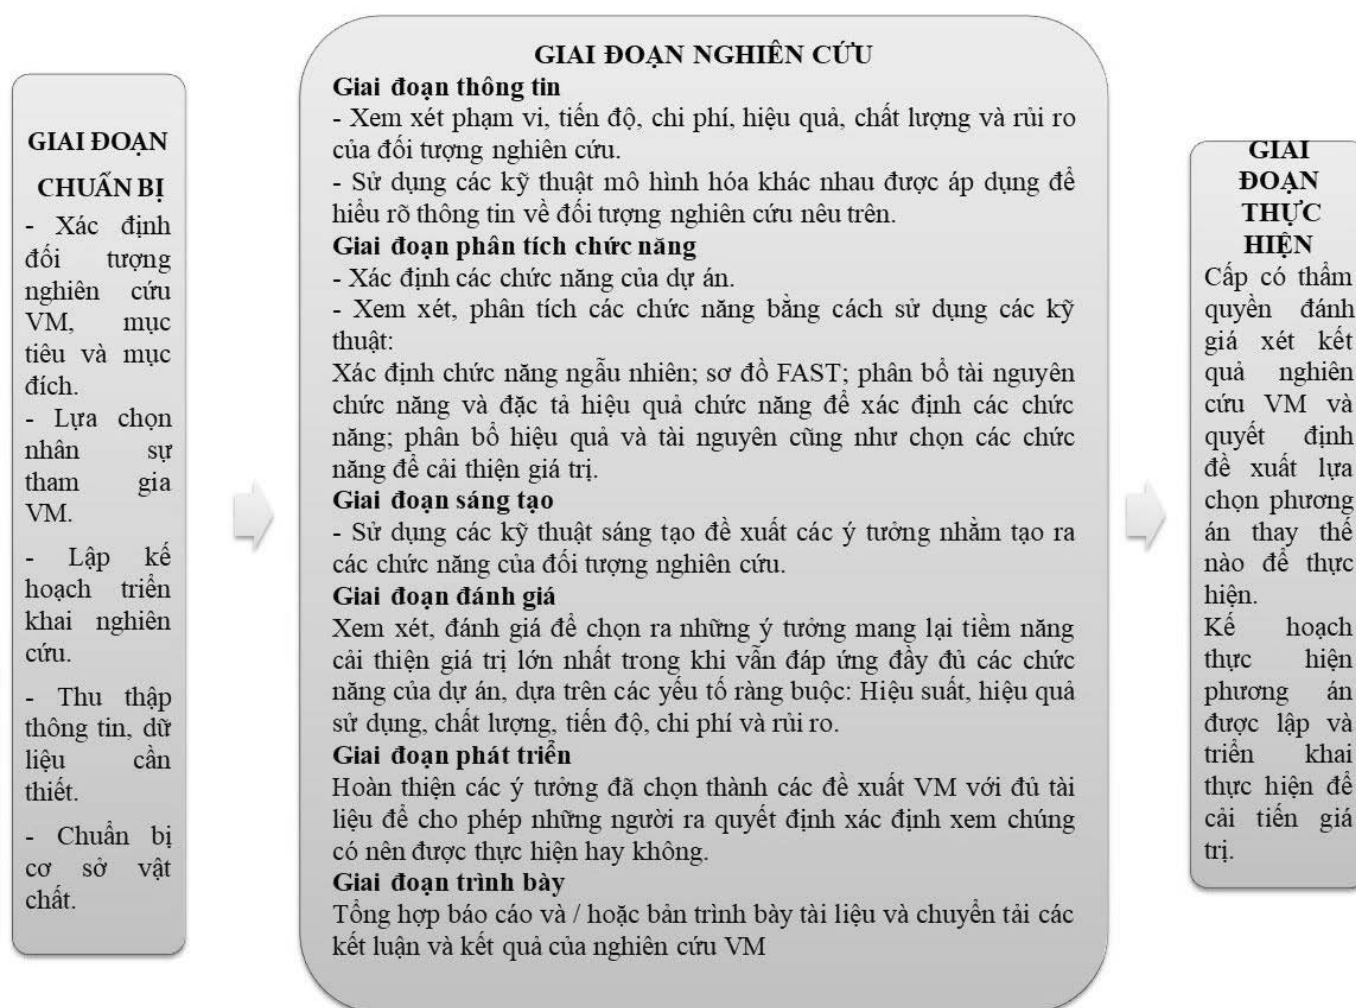 GIAI ĐOẠN
CHUẨN BỊ
- Xác định
đối tượng
nghiên cứu
VM, mục
tiêu và mục
đích.
- Lựa chọn
nhân sự
tham gia
VM.
- Lập kế
hoạch triển
khai nghiên
cứu.
- Thu thập
thông tin, dữ
liệu cần
thiết.
- Chuẩn bị
cơ sở vật
chất.
GIAI ĐOẠN NGHIÊN CỨU
Giai đoạn thông tin
- Xem xét phạm vi, tiến độ, chi phí, hiệu quả, chất lượng và rủi ro
của đối tượng nghiên cứu.
- Sử dụng các kỹ thuật mô hình hóa khác nhau được áp dụng để
hiểu rõ thông tin về đối tượng nghiên cứu nêu trên.
Giai đoạn phân tích chức năng
- Xác định các chức năng của dự án.
- Xem xét, phân tích các chức năng bằng cách sử dụng các kỹ
thuật:
Xác định chức năng ngẫu nhiên; sơ đồ FAST; phân bổ tài nguyên
chức năng và đặc tả hiệu quả chức năng để xác định các chức
năng; phân bổ hiệu quả và tài nguyên cũng như chọn các chức
năng để cải thiện giá trị.
Giai đoạn sáng tạo
- Sử dụng các kỹ thuật sáng tạo đề xuất các ý tưởng nhằm tạo ra
các chức năng của đối tượng nghiên cứu.
Giai đoạn đánh giá
Xem xét, đánh giá để chọn ra những ý tưởng mang lại tiềm năng
cải thiện giá trị lớn nhất trong khi vẫn đáp ứng đầy đủ các chức
năng của dự án, dựa trên các yếu tố ràng buộc: Hiệu suất, hiệu quả
sử dụng, chất lượng, tiến độ, chi phí và rủi ro.
Giai đoạn phát triển
Hoàn thiện các ý tưởng đã chọn thành các đề xuất VM với đủ tài
liệu để cho phép những người ra quyết định xác định xem chúng
có nên được thực hiện hay không.
Giai đoạn trình bày
Tổng hợp báo cáo và / hoặc bản trình bày tài liệu và chuyển tải các
kết luận và kết quả của nghiên cứu VM
GIAI
ĐOẠN
THỰC
HIỆN
Cấp có thẩm
quyền đánh
giá xét kết
quả nghiên
cứu VM và
quyết định
đề xuất lựa
chọn phương
án thay thế
nào để thực
hiện.
Kế hoạch
thực hiện
phương án
được lập và
triển khai
thực hiện để
cải tiến giá
trị.